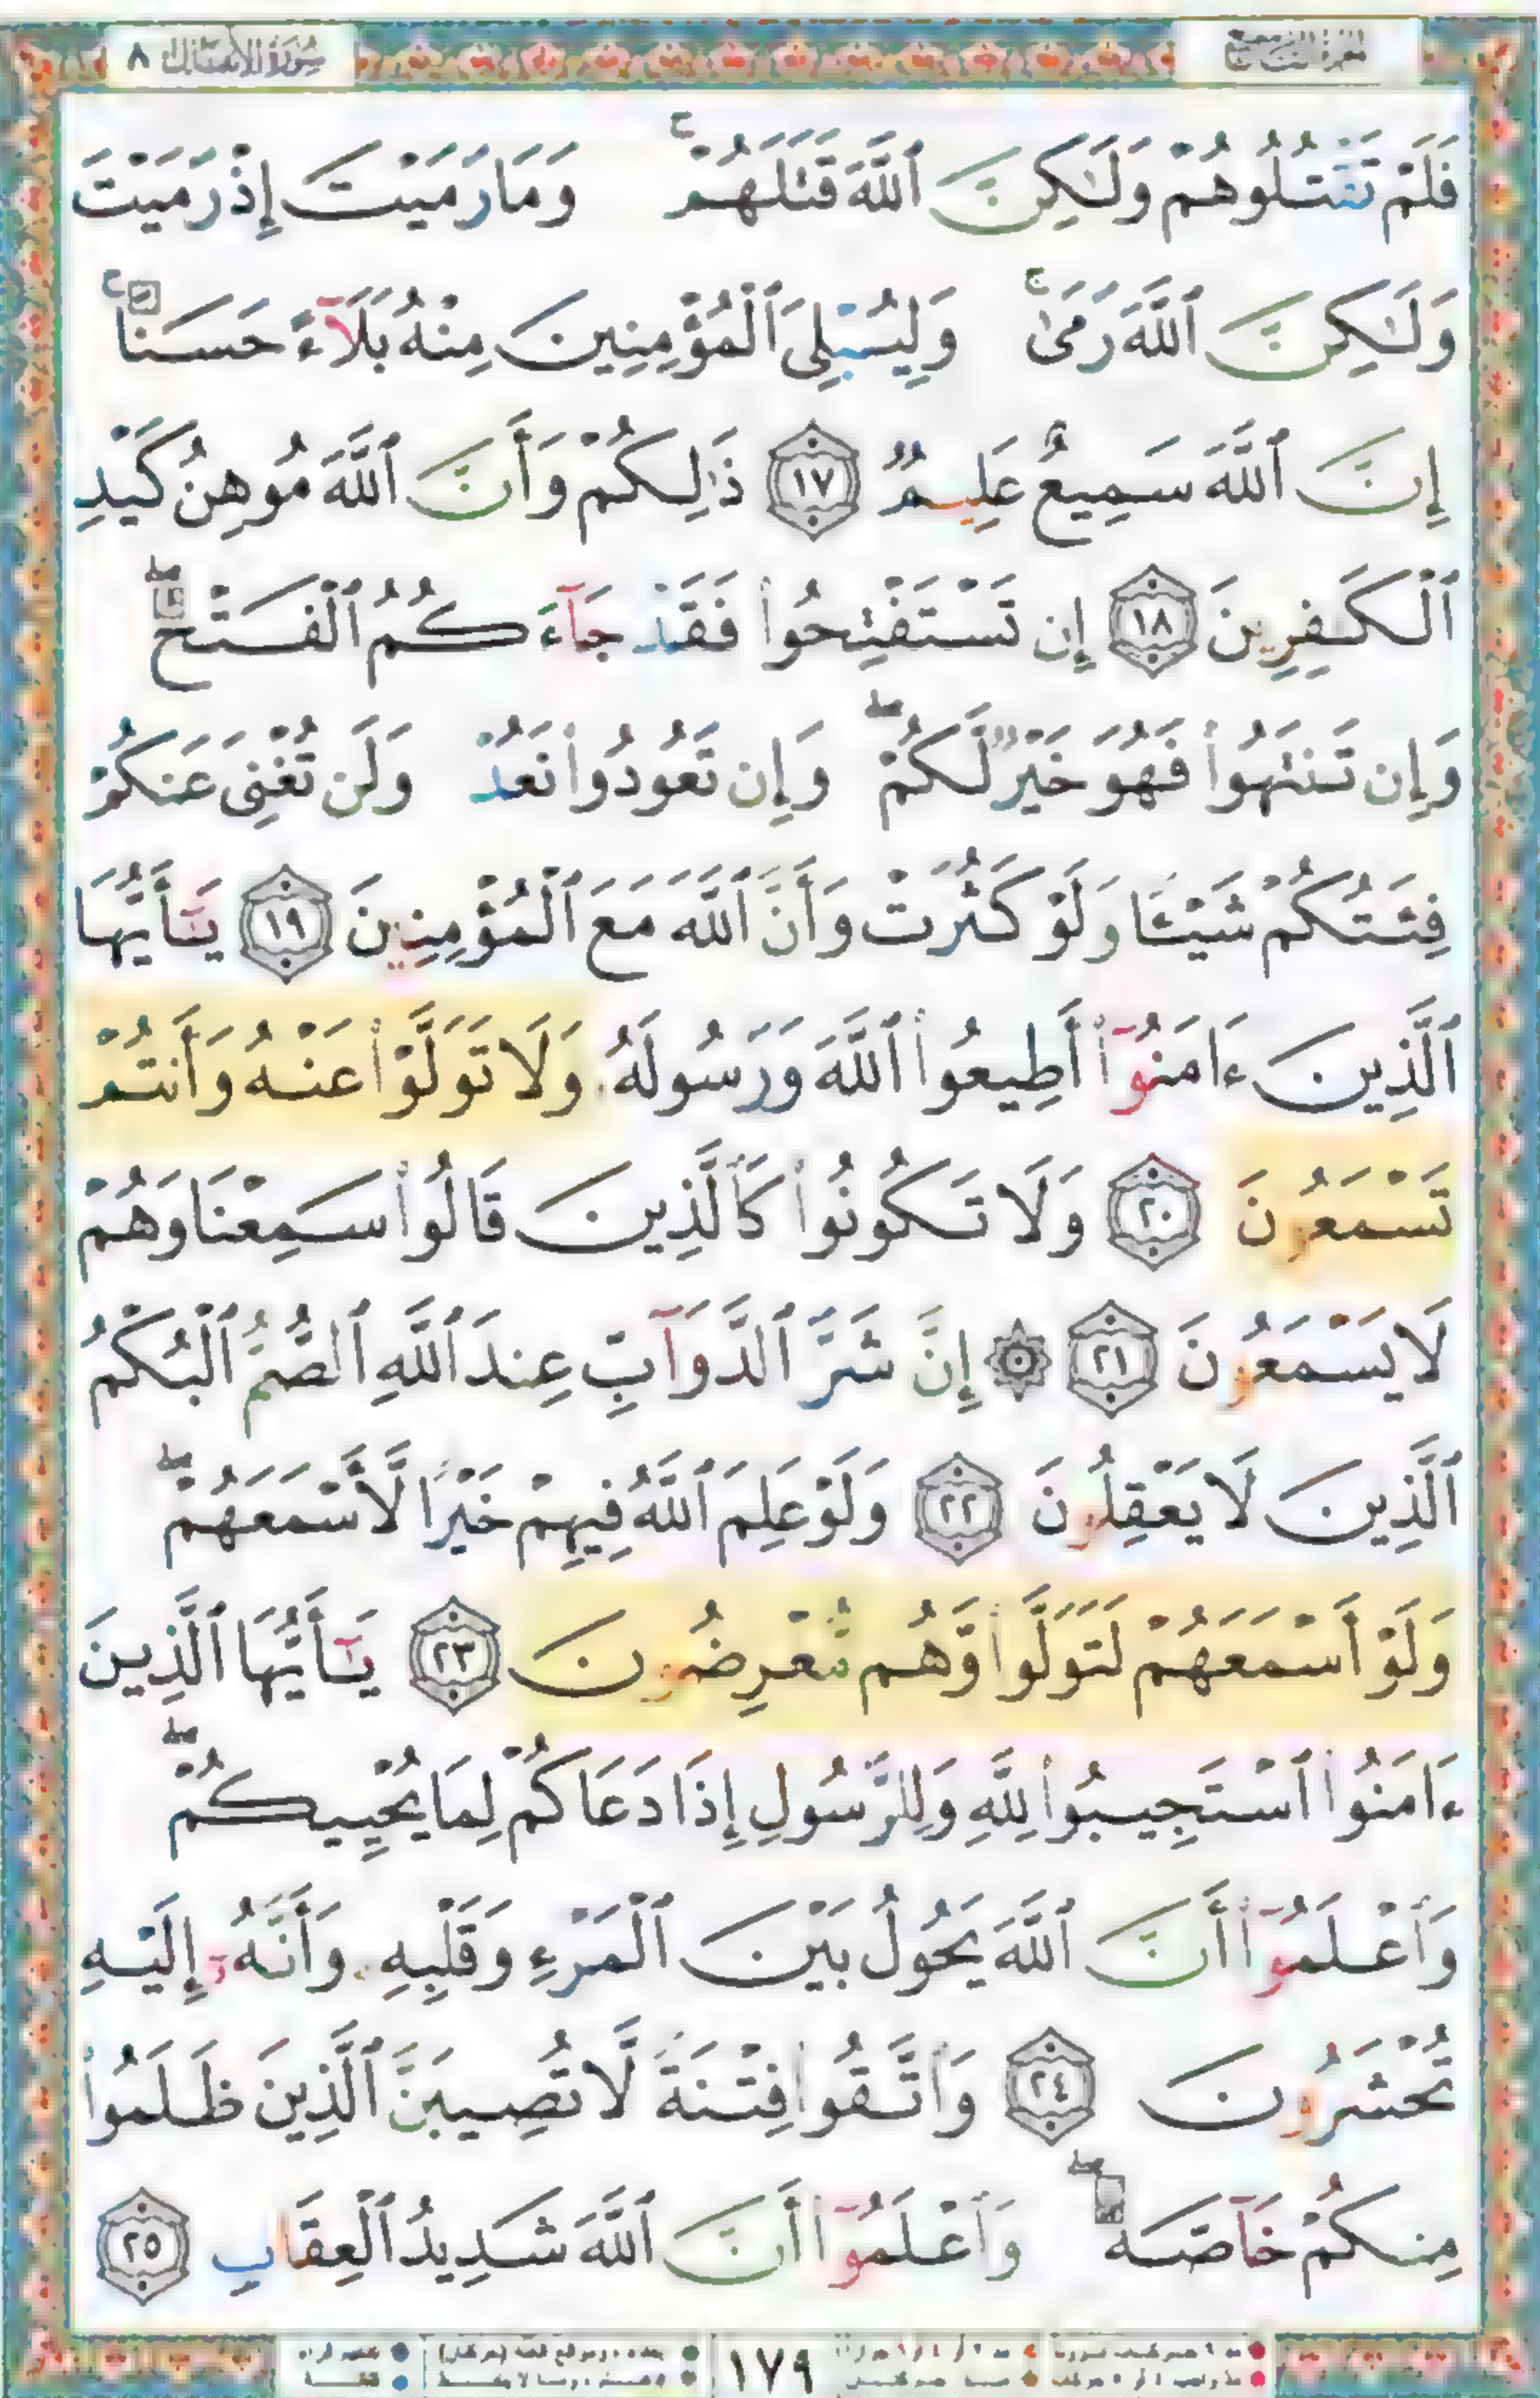 سُورَةُ الأَنفَال ٨
الجزء التاسع
فَلَمْ تَقْتُلُوهُمْ وَلَٰكِنَّ ٱللَّهَ قَتَلَهُمْ ۚ وَمَا رَمَيْتَ إِذْ رَمَيْتَ
وَلَٰكِنَّ ٱللَّهَ رَمَىٰ ۚ وَلِيُبْلِىَ ٱلْمُؤْمِنِينَ مِنْهُ بَلَآءً حَسَنًا ۚ
إِنَّ ٱللَّهَ سَمِيعٌ عَلِيمٌ ١٧ ذَٰلِكُمْ وَأَنَّ ٱللَّهَ مُوهِنُ كَيْدِ
ٱلْكَٰفِرِينَ ١٨ إِن تَسْتَفْتِحُوا۟ فَقَدْ جَآءَكُمُ ٱلْفَتْحُ ۖ
وَإِن تَنتَهُوا۟ فَهُوَ خَيْرٌ لَّكُمْ ۖ وَإِن تَعُودُوا۟ نَعُدْ وَلَن تُغْنِىَ عَنكُمْ
فِئَتُكُمْ شَيْـًٔا وَلَوْ كَثُرَتْ وَأَنَّ ٱللَّهَ مَعَ ٱلْمُؤْمِنِينَ ١٩ يَٰٓأَيُّهَا
ٱلَّذِينَ ءَامَنُوٓا۟ أَطِيعُوا۟ ٱللَّهَ وَرَسُولَهُۥ وَلَا تَوَلَّوْا۟ عَنْهُ وَأَنتُمْ
تَسْمَعُونَ ٢٠ وَلَا تَكُونُوا۟ كَٱلَّذِينَ قَالُوا۟ سَمِعْنَا وَهُمْ
لَا يَسْمَعُونَ ٢١ ۞ إِنَّ شَرَّ ٱلدَّوَآبِّ عِندَ ٱللَّهِ ٱلصُّمُّ ٱلْبُكْمُ
ٱلَّذِينَ لَا يَعْقِلُونَ ٢٢ وَلَوْ عَلِمَ ٱللَّهُ فِيهِمْ خَيْرًا لَّأَسْمَعَهُمْ ۖ
وَلَوْ أَسْمَعَهُمْ لَتَوَلَّوا۟ وَّهُم مُّعْرِضُونَ ٢٣ يَٰٓأَيُّهَا ٱلَّذِينَ
ءَامَنُوا۟ ٱسْتَجِيبُوا۟ لِلَّهِ وَلِلرَّسُولِ إِذَا دَعَاكُمْ لِمَا يُحْيِيكُمْ ۖ
وَٱعْلَمُوٓا۟ أَنَّ ٱللَّهَ يَحُولُ بَيْنَ ٱلْمَرْءِ وَقَلْبِهِۦ وَأَنَّهُۥٓ إِلَيْهِ
تُحْشَرُونَ ٢٤ وَٱتَّقُوا۟ فِتْنَةً لَّا تُصِيبَنَّ ٱلَّذِينَ ظَلَمُوا۟
مِنكُمْ خَآصَّةً ۖ وَٱعْلَمُوٓا۟ أَنَّ ٱللَّهَ شَدِيدُ ٱلْعِقَابِ ٢٥
١٧٩